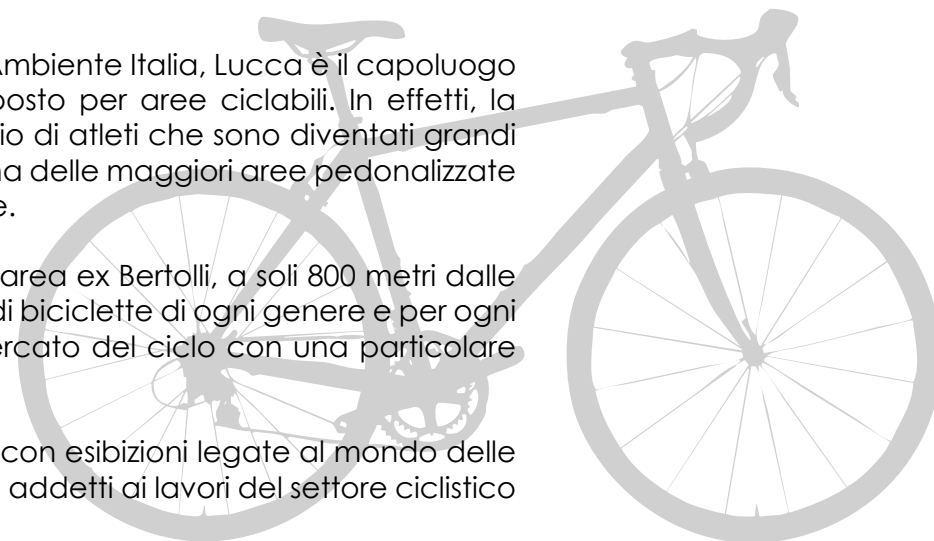 Ambiente Italia, Lucca è il capoluogo
posto per aree ciclabili. In effetti, la
io di atleti che sono diventati grandi
na delle maggiori aree pedonalizzate
e.
area ex Bertolli, a soli 800 metri dalle
di biciclette di ogni genere e per ogni
ercato del ciclo con una particolare
con esibizioni legate al mondo delle
addetti ai lavori del settore ciclistico